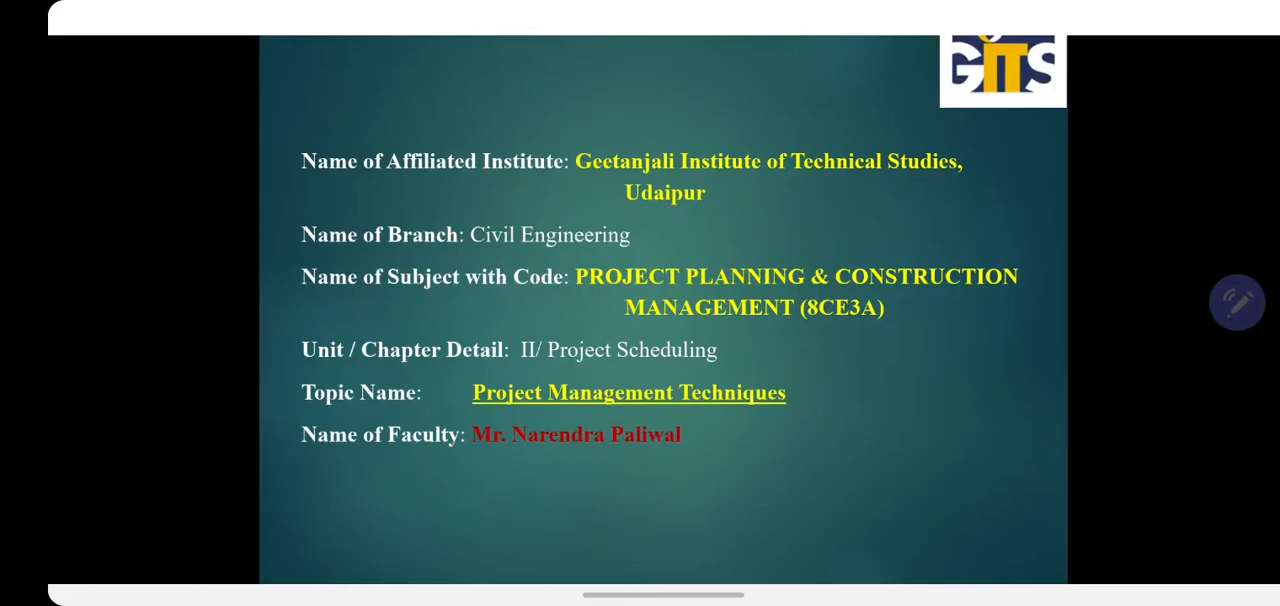 GITS
Name of Affiliated Institute: Geetanjali Institute of Technical Studies,
Udaipur
Name of Branch: Civil Engineering
Name of Subject with Code: PROJECT PLANNING & CONSTRUCTION
MANAGEMENT (8CE3A)
Unit / Chapter Detail: II/ Project Scheduling
Topic Name: Project Management Techniques
Name of Faculty: Mr. Narendra Paliwal